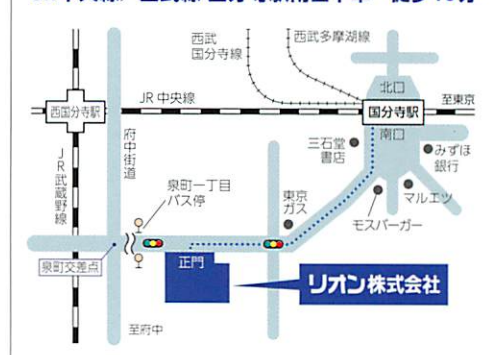 西武
国分寺線
西武多摩湖線
北口
至東京
JR中央線
西国分寺駅
国分寺駅
南口
府中街道
三石堂
書店
みずほ
銀行
JR武蔵野線
泉町一丁目
バス停
東京
ガス
マルエツ
モスバーガー
正門
泉町交差点
リオン株式会社
至府中